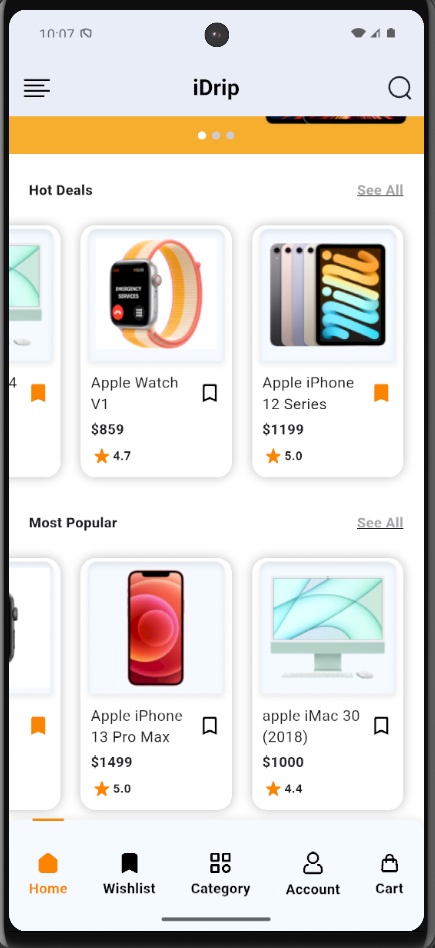 10:07
iDrip
Hot Deals
See All
4
Apple Watch
V1
$859
4.7
EMERGENCY
SERVICES
Apple iPhone
12 Series
$1199
5.0
Most Popular
See All
Apple iPhone
13 Pro Max
$1499
5.0
apple iMac 30
(2018)
$1000
4.4
Home
Wishlist
Category
Account
Cart